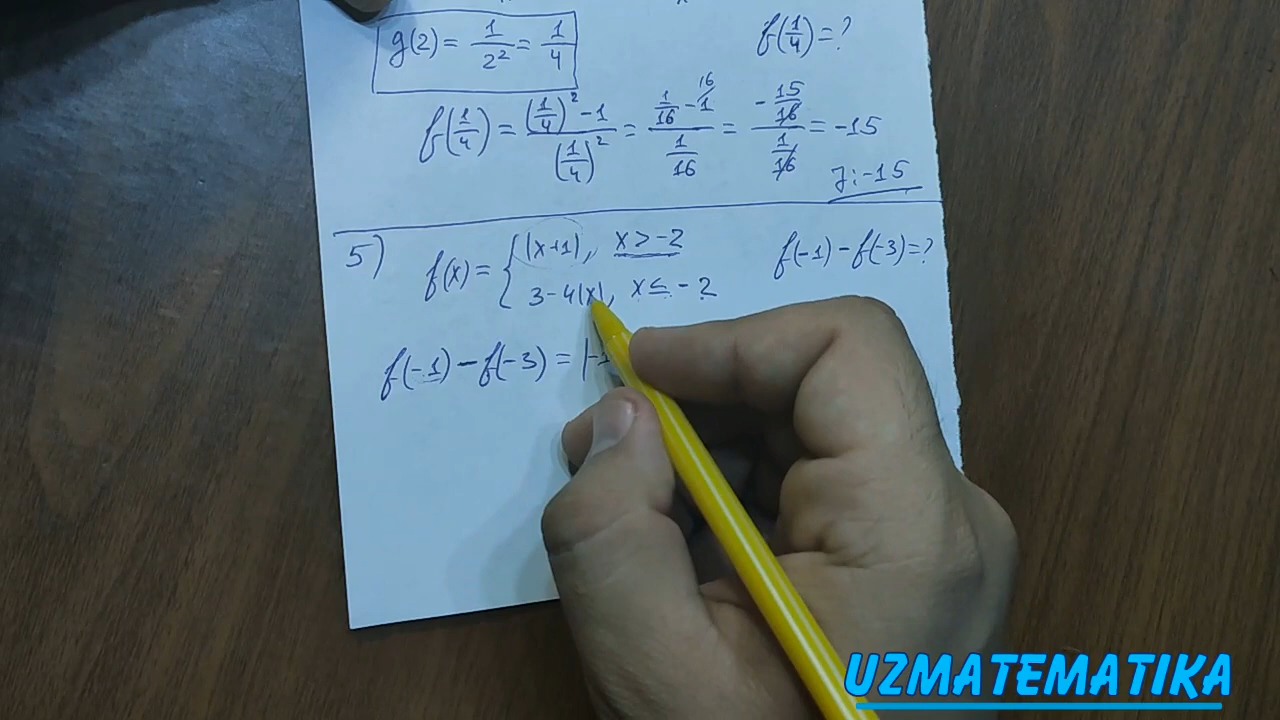 g(2) = 1/2² = 1/4
f(1/4) = ?
f(1/4) = ((1/4)² - 1)/(1/4)² = (1/16 - 1)/(1/16) = (-15/16)/(1/16) = -15
16
J: -15
5) f(x) = { |x+1|, x > -2
3 - 4|x|, x ≤ -2
f(-1) - f(-3) = ?
f(-1) - f(-3) = |-1
UZMATEMATIKA